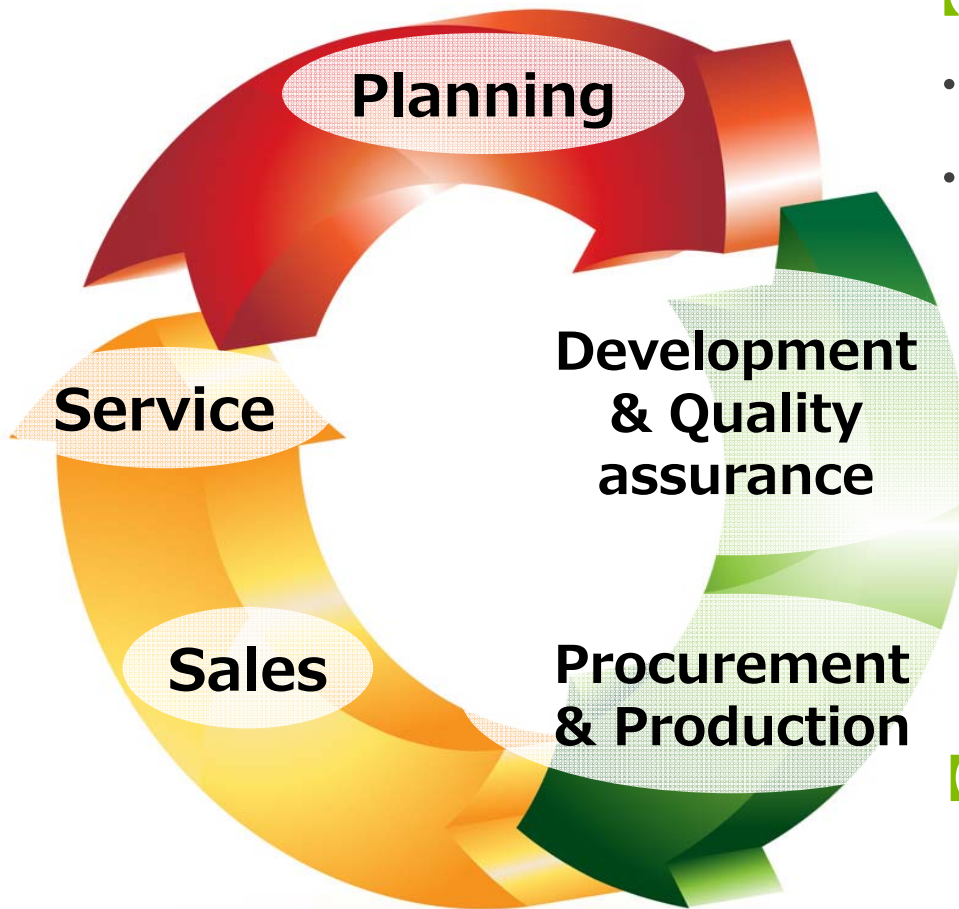 Planning
Development
& Quality
assurance
Service
Sales
Procurement
& Production